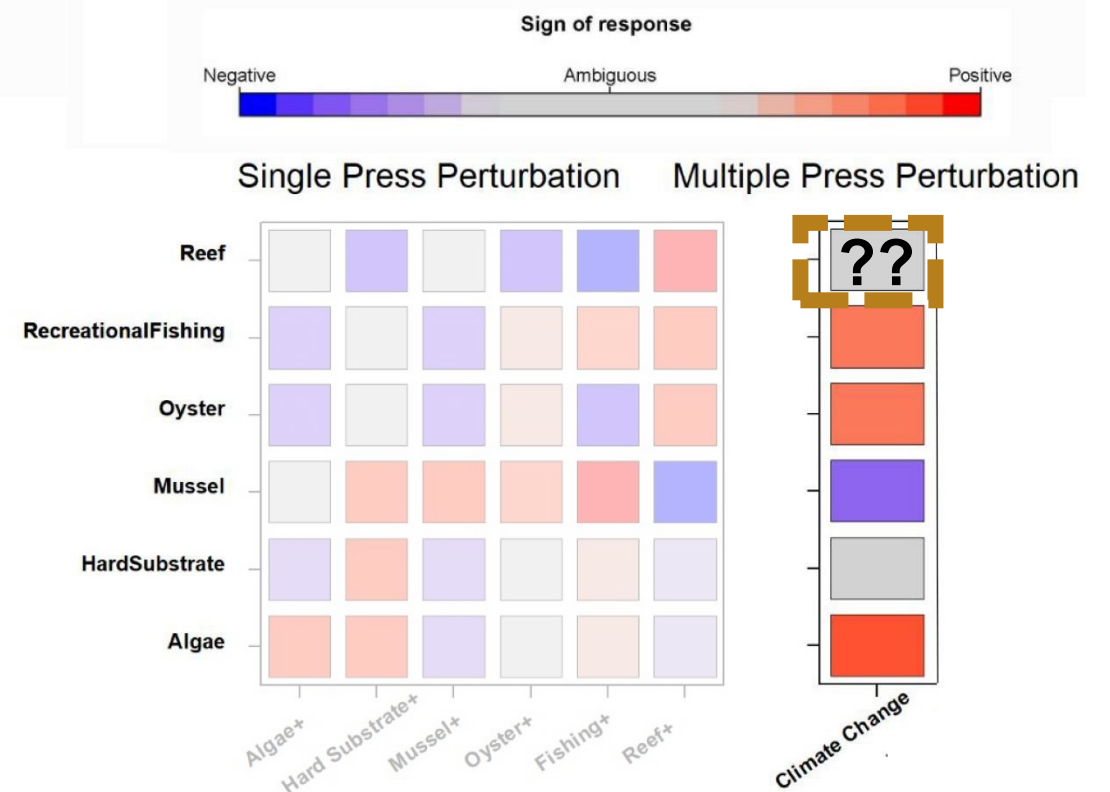 Sign of response
Negative Ambiguous Positive
Single Press Perturbation Multiple Press Perturbation
Reef ??
RecreationalFishing
Oyster
Mussel
HardSubstrate
Algae
Algae+ Hard Substrate+ Mussel+ Oyster+ Fishing+ Reef+ Climate Change